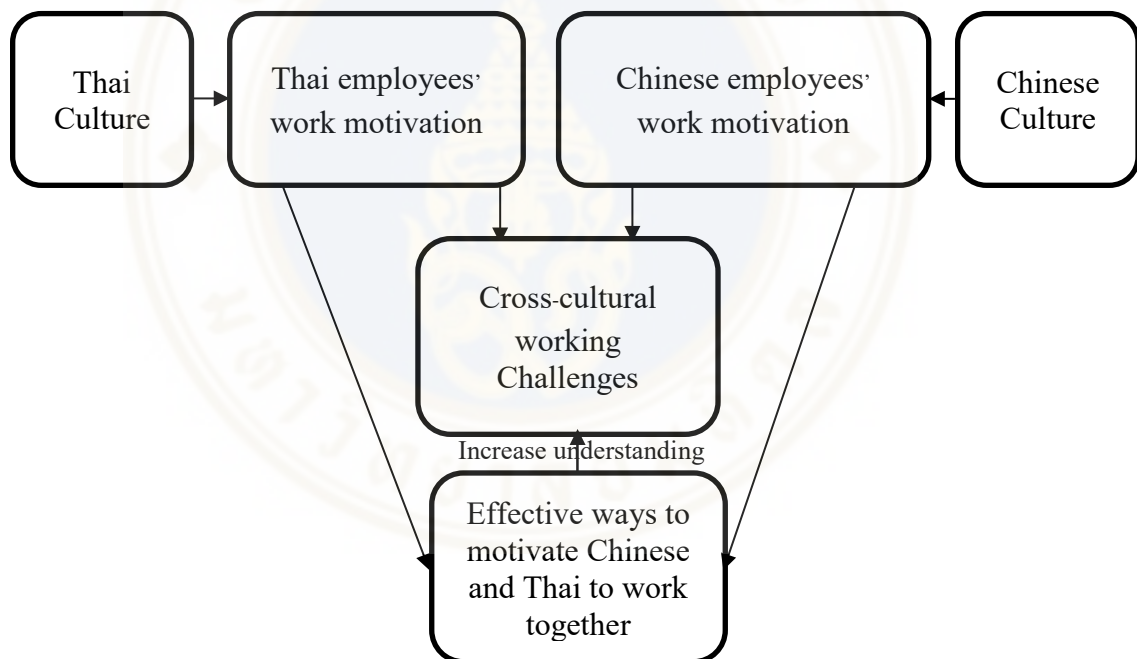 Thai
Culture
Thai employees’
work motivation
Chinese employees’
work motivation
Chinese
Culture
Cross-cultural
working
Challenges
Increase understanding
Effective ways to
motivate Chinese
and Thai to work
together